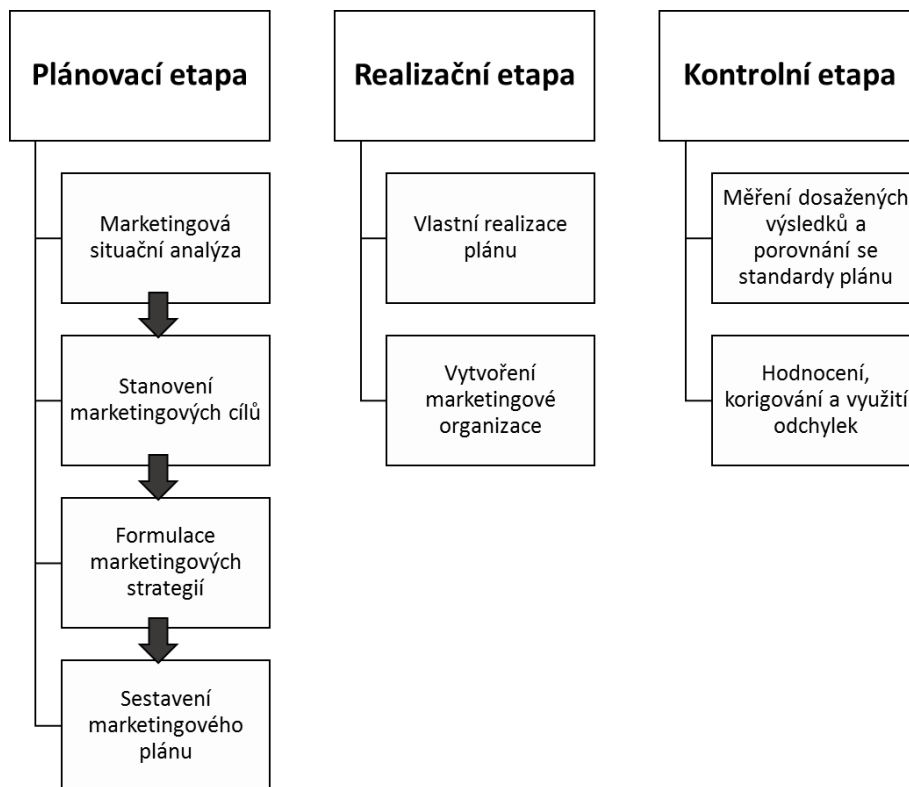 Plánovací etapa
Marketingová
situační analýza
Stanovení
marketingových cílů
Formulace
marketingových
strategií
Sestavení
marketingového
plánu
Realizační etapa
Vlastní realizace
plánu
Vytvoření
marketingové
organizace
Kontrolní etapa
Měření dosažených
výsledků a
porovnání se
standardy plánu
Hodnocení,
korigování a využití
odchylek